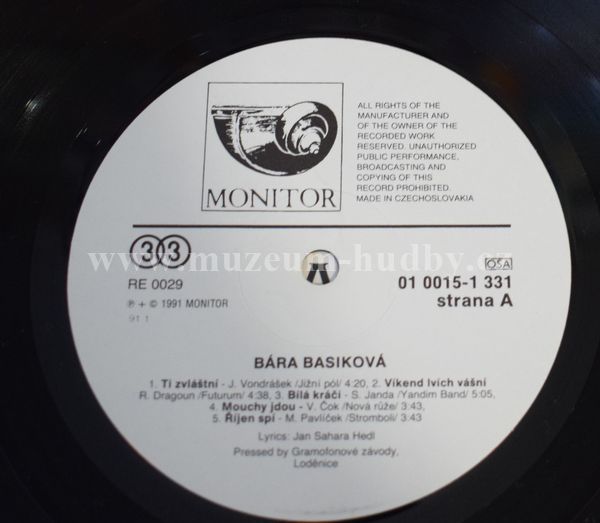 MONITOR
ALL RIGHTS OF THE
MANUFACTURER AND
OF THE OWNER OF THE
RECORDED WORK
RESERVED. UNAUTHORIZED
PUBLIC PERFORMANCE,
BROADCASTING AND
COPYING OF THIS
RECORD PROHIBITED.
MADE IN CZECHOSLOVAKIA
33
www.muzeum-hudby.cz
OSA
RE 0029
01 0015-1 331
℗ + © 1991 MONITOR
strana A
91 1
BÁRA BASIKOVÁ
1. Ti zvláštní - J. Vondrášek /Jižní pól/ 4:20, 2. Víkend lvích vášní
R. Dragoun /Futurum/ 4:38, 3. Bílá kráčí - S. Janda /Yandim Band/ 5:05,
4. Mouchy jdou - V. Čok /Nová růže/ 3:43,
5. Říjen spí - M. Pavlíček /Stromboli/ 3:43
Lyrics: Jan Sahara Hedl
Pressed by Gramofonové závody,
Loděnice